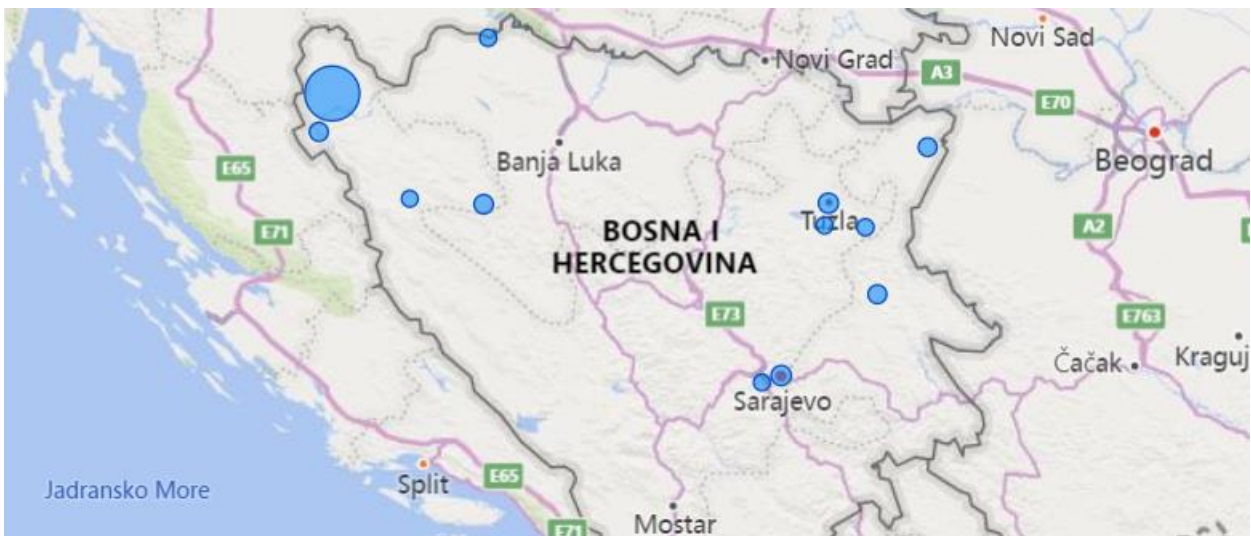 Novi Sad
Novi Grad
A3
E70
Banja Luka
Beograd
E65
E71
A2
Tuzla
BOSNA I
HERCEGOVINA
E73
E763
Čačak
Kraguj
Sarajevo
Jadransko More
Split
E65
Mostar
E71